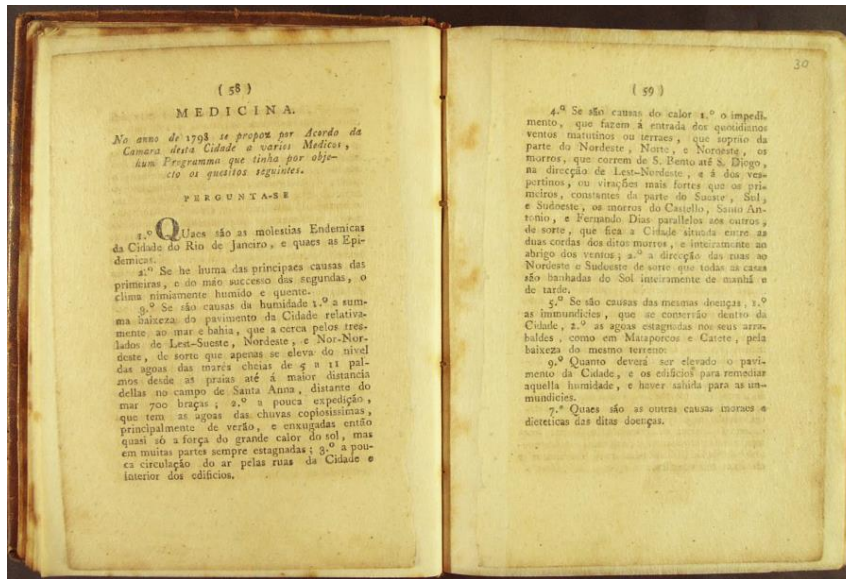 ( 58 )
MEDICINA.
No anno de 1798 se propoz por Acordo da
Camara desta Cidade a varios Medicos,
hum Programma que tinha por obje-
cto os quesitos seguintes.
PERGUNTA-SE
1.º QUaes são as molestias Endemicas
da Cidade do Rio de Janciro, e quaes as Epi-
demicas.
2.º Se he huma das principaes causas das
primeiras, e do máo successo das segundas, o
clima nimiamente humido e quente.
9.º Se são causas da humidade 1.º a sum-
ma baixeza do pavimento da Cidade relativa-
mente ao mar e bahia, que a cerca pelos tres-
lados de Lest-Sueste, Nordeste, e Nor-Nor-
deste, de sorte que apenas se eleva do nivel
das agoas das marés cheias de 5 a 11 pal-
mos desde as praias até á maior distancia
dellas no campo de Santa Anna, distante do
mar 700 braças; 2.º a pouca expedição,
que tem as agoas das chuvas copiosissimas,
principalmente de verão, e enxugadas então
quasi só a força do grande calor do sol, mas
em muitas partes sempre estagnadas; 3.º a pou-
ca circulação do ar pelas ruas da Cidade e
interior dos edificios.
30
( 59 )
4.º Se são causas do calor 1.º o impedi-
mento, que fazem á entrada dos quotidianos
ventos matutinos ou terraes, que soprão da
parte do Nordeste, Norte, e Noroeste, os
morros, que correm de S. Bento até S. Diogo,
na direcção de Lest-Nordeste, e á dos ves-
pertinos, ou virações mais fortes que os pri-
meiros, constantes da parte do Sueste, Sul,
e Sudoeste, os morros do Castello, Santo An-
tonio, e Fernando Dias parallelos aos outros,
de sorte, que fica a Cidade situada entre as
duas cordas dos ditos morros, e inteiramente ao
abrigo dos ventos; 2.º a direcção das ruas ao
Nordeste e Sudoeste de sorte que todas as casas
são banhadas do Sol inteiramente de manhã e
de tarde.
5.º Se são causas das mesmas doenças, 1.º
as immundicies, que se conservão dentro da
Cidade, 2.º as agoas estagnadas nos seus arra-
baldes, como em Mataporcos e Catete, pela
baixeza do mesmo terreno.
9.º Quanto deverá ser elevado o pavi-
mento da Cidade, e os edificios para remediar
aquella humidade, e haver sahida para as im-
mundicies.
7.º Quaes são as outras causas moraes e
dieteticas das ditas doenças.